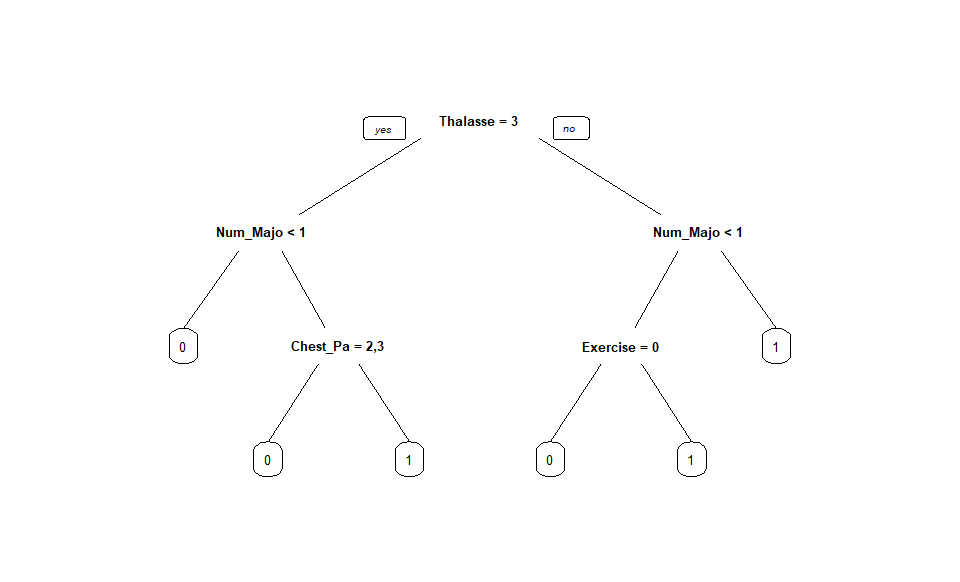 yes
Thalasse = 3
no
Num_Majo < 1
Num_Majo < 1
0
Chest_Pa = 2,3
Exercise = 0
1
0
1
0
1